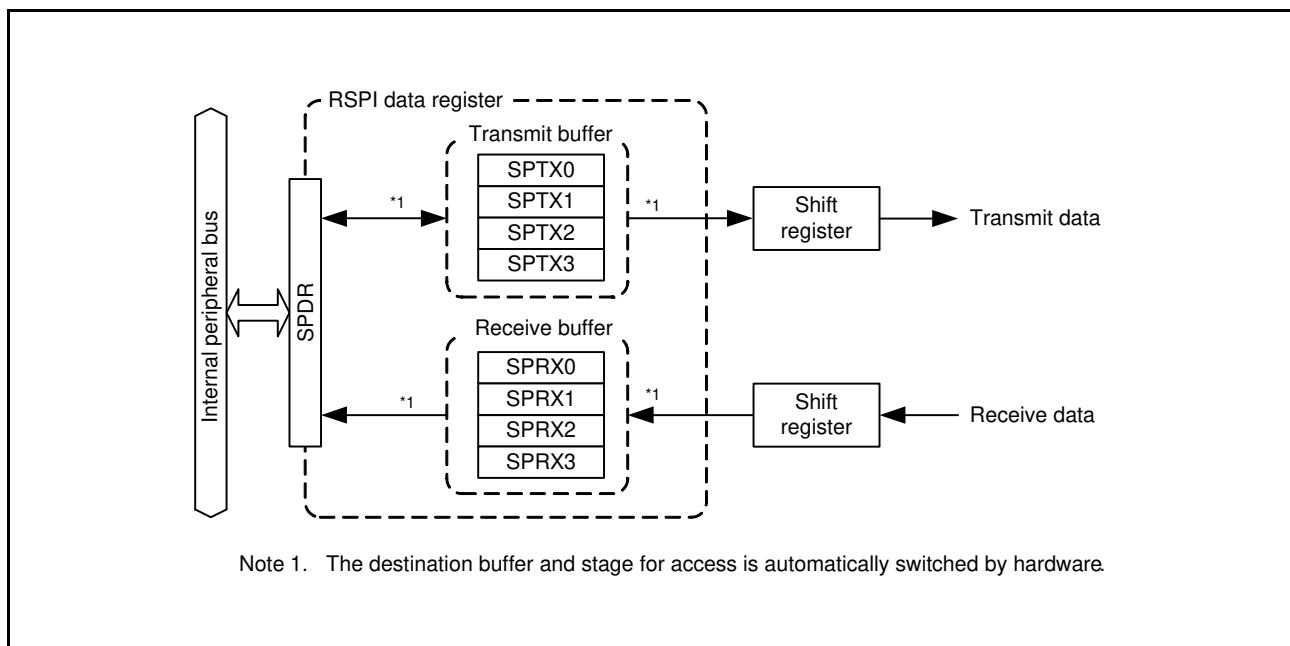 RSPI data register
Transmit buffer
SPTX0
SPTX1
SPTX2
SPTX3
*1
*1
Shift
register
Transmit data
Internal peripheral bus
SPDR
Receive buffer
SPRX0
SPRX1
SPRX2
SPRX3
*1
*1
Shift
register
Receive data
Note 1. The destination buffer and stage for access is automatically switched by hardware.